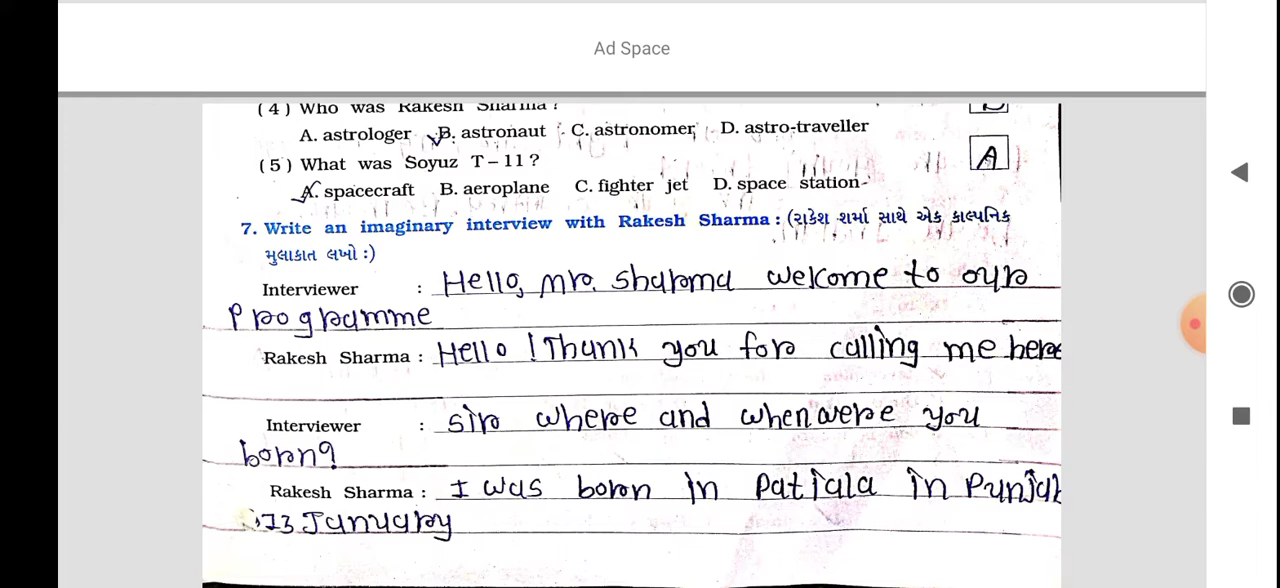 Ad Space
(4) Who was Rakesh Sharma?
A. astrologer B. astronaut C. astronomer D. astro-traveller
(5) What was Soyuz T-11?
A
A. spacecraft B. aeroplane C. fighter jet D. space station
7. Write an imaginary interview with Rakesh Sharma: (રાકેશ શર્મા સાથે એક કાલ્પનિક
મુલાકાત લખો :)
Interviewer : Hello, Mr. Sharma welcome to our
Programme
Rakesh Sharma : Hello! Thank you for calling me here
Interviewer : sir where and when were you
born?
Rakesh Sharma : I was born in Patiala in Punjab
13 January